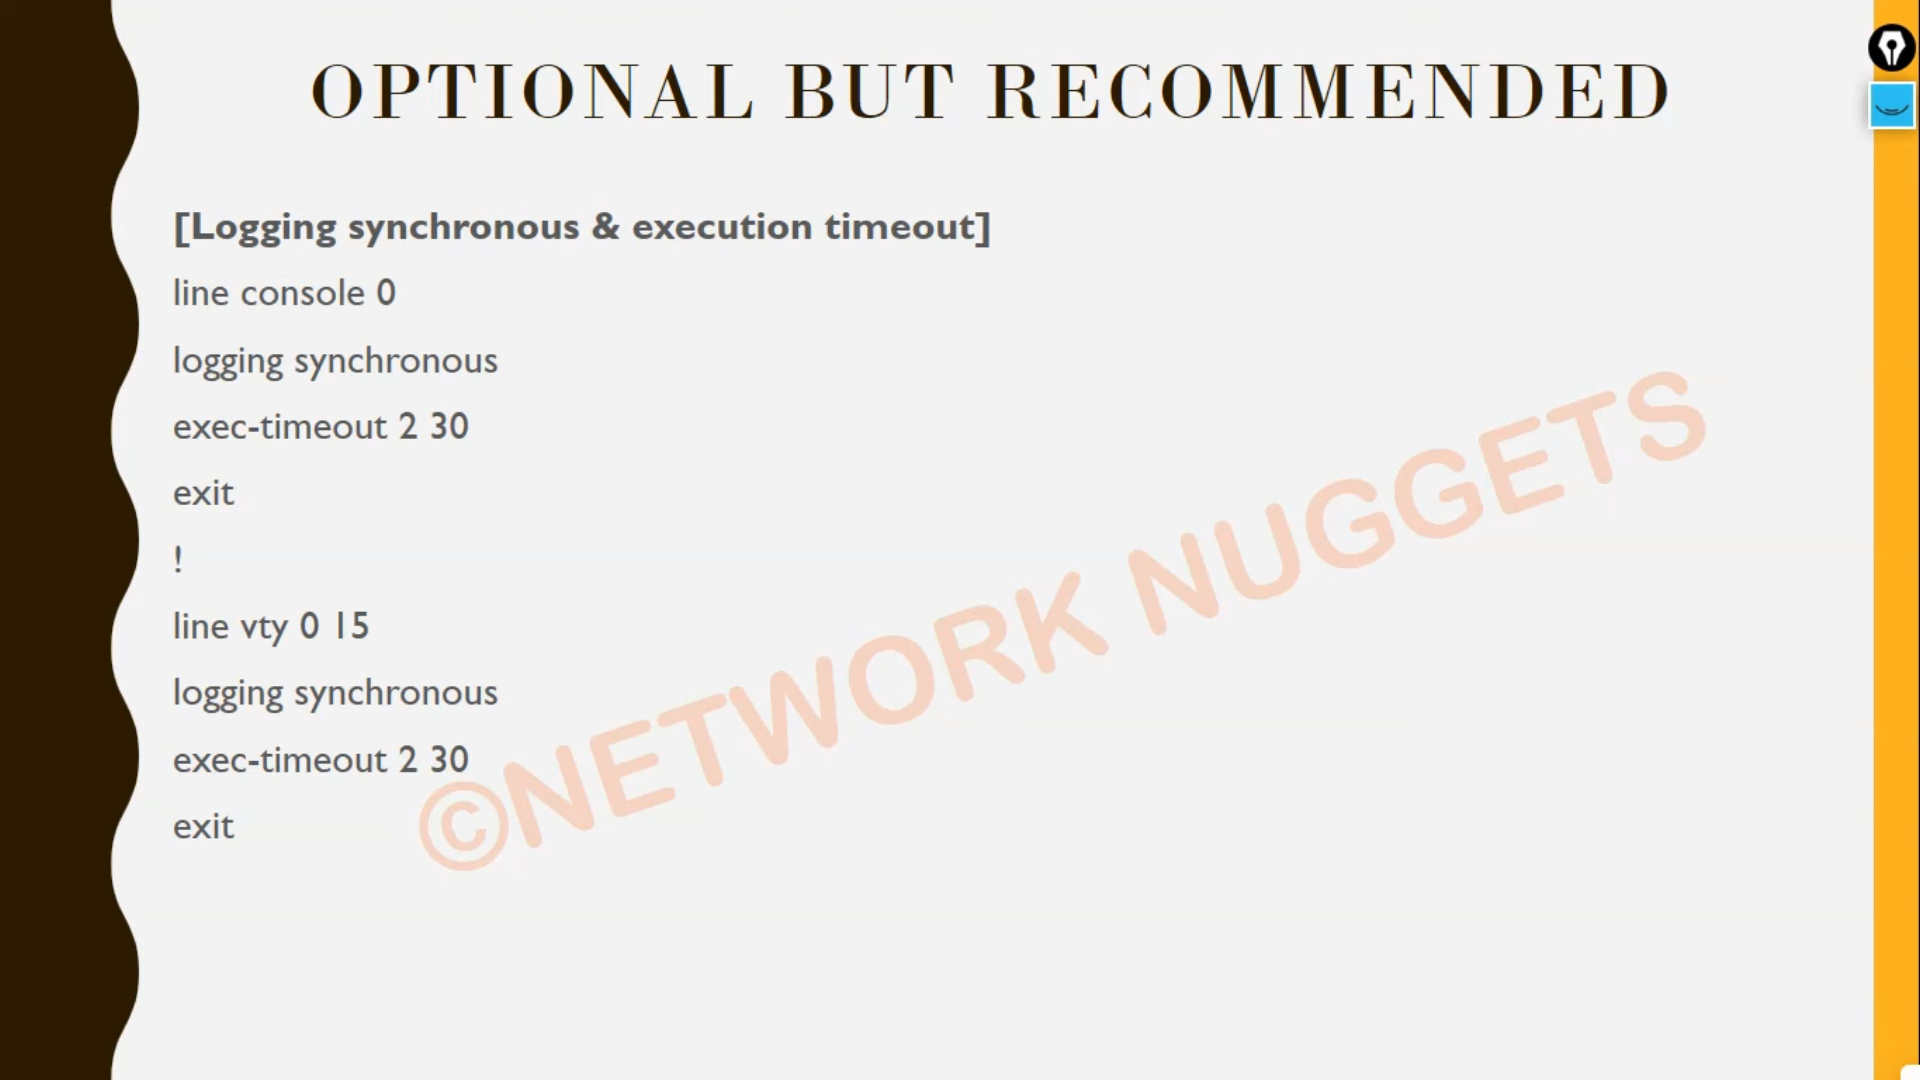 OPTIONAL BUT RECOMMENDED
[Logging synchronous & execution timeout]
line console 0
logging synchronous
exec-timeout 2 30
exit
!
line vty 0 15
logging synchronous
exec-timeout 2 30
exit
©NETWORK NUGGETS